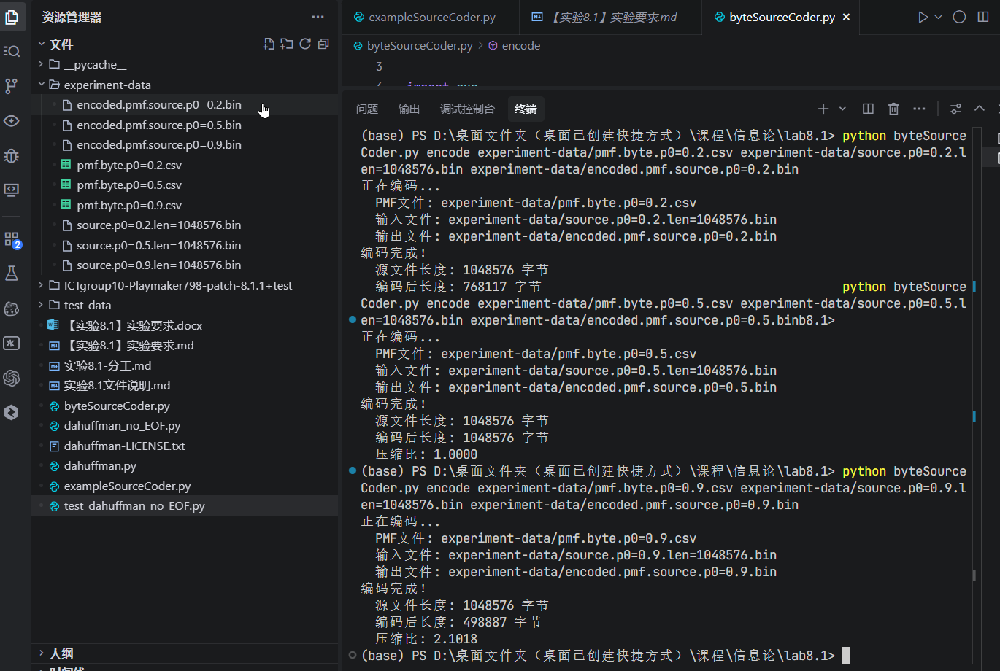 资源管理器
文件
__pycache__
experiment-data
encoded.pmf.source.p0=0.2.bin
encoded.pmf.source.p0=0.5.bin
encoded.pmf.source.p0=0.9.bin
pmf.byte.p0=0.2.csv
pmf.byte.p0=0.5.csv
pmf.byte.p0=0.9.csv
source.p0=0.2.len=1048576.bin
source.p0=0.5.len=1048576.bin
source.p0=0.9.len=1048576.bin
ICTgroup10-Playmaker798-patch-8.1.1+test
test-data
【实验8.1】实验要求.docx
【实验8.1】实验要求.md
实验8.1-分工.md
实验8.1文件说明.md
byteSourceCoder.py
dahuffman_no_EOF.py
dahuffman-LICENSE.txt
dahuffman.py
exampleSourceCoder.py
test_dahuffman_no_EOF.py
大纲
时间线
2
exampleSourceCoder.py
【实验8.1】实验要求.md
byteSourceCoder.py
byteSourceCoder.py > encode
3
import sys
问题 输出 调试控制台 终端
(base) PS D:\桌面文件夹（桌面已创建快捷方式）\课程\信息论\lab8.1> python byteSource
Coder.py encode experiment-data/pmf.byte.p0=0.2.csv experiment-data/source.p0=0.2.l
en=1048576.bin experiment-data/encoded.pmf.source.p0=0.2.bin
正在编码...
PMF文件: experiment-data/pmf.byte.p0=0.2.csv
输入文件: experiment-data/source.p0=0.2.len=1048576.bin
输出文件: experiment-data/encoded.pmf.source.p0=0.2.bin
编码完成!
源文件长度: 1048576 字节
编码后长度: 768117 字节 python byteSource
Coder.py encode experiment-data/pmf.byte.p0=0.5.csv experiment-data/source.p0=0.5.l
en=1048576.bin experiment-data/encoded.pmf.source.p0=0.5.binb8.1>
正在编码...
PMF文件: experiment-data/pmf.byte.p0=0.5.csv
输入文件: experiment-data/source.p0=0.5.len=1048576.bin
输出文件: experiment-data/encoded.pmf.source.p0=0.5.bin
编码完成!
源文件长度: 1048576 字节
编码后长度: 1048576 字节
压缩比: 1.0000
(base) PS D:\桌面文件夹（桌面已创建快捷方式）\课程\信息论\lab8.1> python byteSource
Coder.py encode experiment-data/pmf.byte.p0=0.9.csv experiment-data/source.p0=0.9.l
en=1048576.bin experiment-data/encoded.pmf.source.p0=0.9.bin
正在编码...
PMF文件: experiment-data/pmf.byte.p0=0.9.csv
输入文件: experiment-data/source.p0=0.9.len=1048576.bin
输出文件: experiment-data/encoded.pmf.source.p0=0.9.bin
编码完成!
源文件长度: 1048576 字节
编码后长度: 498887 字节
压缩比: 2.1018
(base) PS D:\桌面文件夹（桌面已创建快捷方式）\课程\信息论\lab8.1>